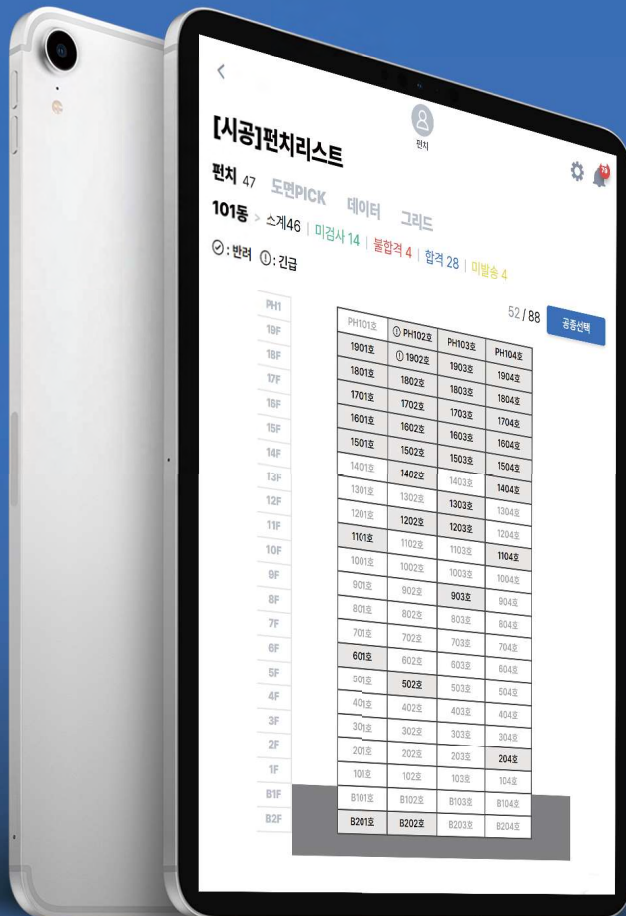 펀치
[시공]펀치리스트
펀치 47 도면PICK 데이터 그리드
101동 > 소계46 | 미검사 14 | 불합격 4 | 합격 28 | 미발송 4
: 반려 : 긴급
52 / 88 공종선택
PH1 PH101호 PH102호 PH103호 PH104호
19F 1901호 1902호 1903호 1904호
18F 1801호 1802호 1803호 1804호
17F 1701호 1702호 1703호 1704호
16F 1601호 1602호 1603호 1604호
15F 1501호 1502호 1503호 1504호
14F 1401호 1402호 1403호 1404호
13F 1301호 1302호 1303호 1304호
12F 1201호 1202호 1203호 1204호
11F 1101호 1102호 1103호 1104호
10F 1001호 1002호 1003호 1004호
9F 901호 902호 903호 904호
8F 801호 802호 803호 804호
7F 701호 702호 703호 704호
6F 601호 602호 603호 604호
5F 501호 502호 503호 504호
4F 401호 402호 403호 404호
3F 301호 302호 303호 304호
2F 201호 202호 203호 204호
1F 101호 102호 103호 104호
B1F B101호 B102호 B103호 B104호
B2F B201호 B202호 B203호 B204호